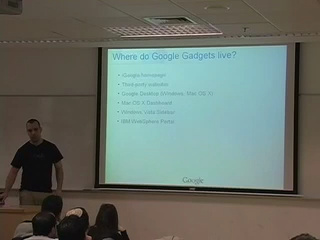 Where do Google Gadgets live?
iGoogle homepage
Third-party websites
Google Desktop (Windows, Mac OS X)
Mac OS X Dashboard
Windows Vista Sidebar
IBM WebSphere Portal
Google